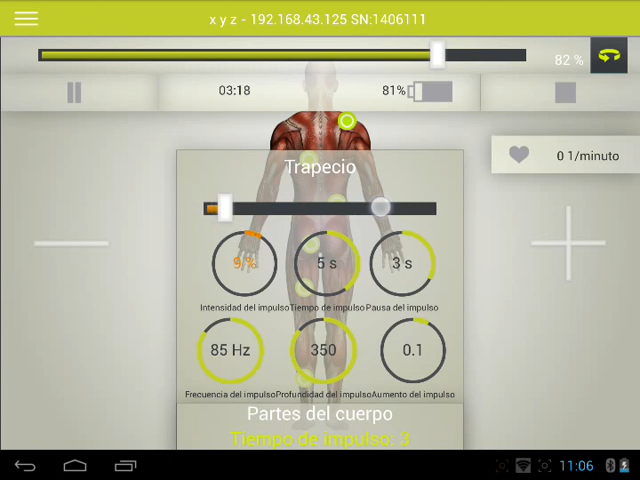 x y z - 192.168.43.125 SN:1406111
82 %
03:18
81%
0 1/minuto
Trapecio
9 %
5 s
3 s
Intensidad del impulso
Tiempo de impulso
Pausa del impulso
85 Hz
350
0.1
Frecuencia del impulso
Profundidad del impulso
Aumento del impulso
Partes del cuerpo
Tiempo de impulso: 3
11:06